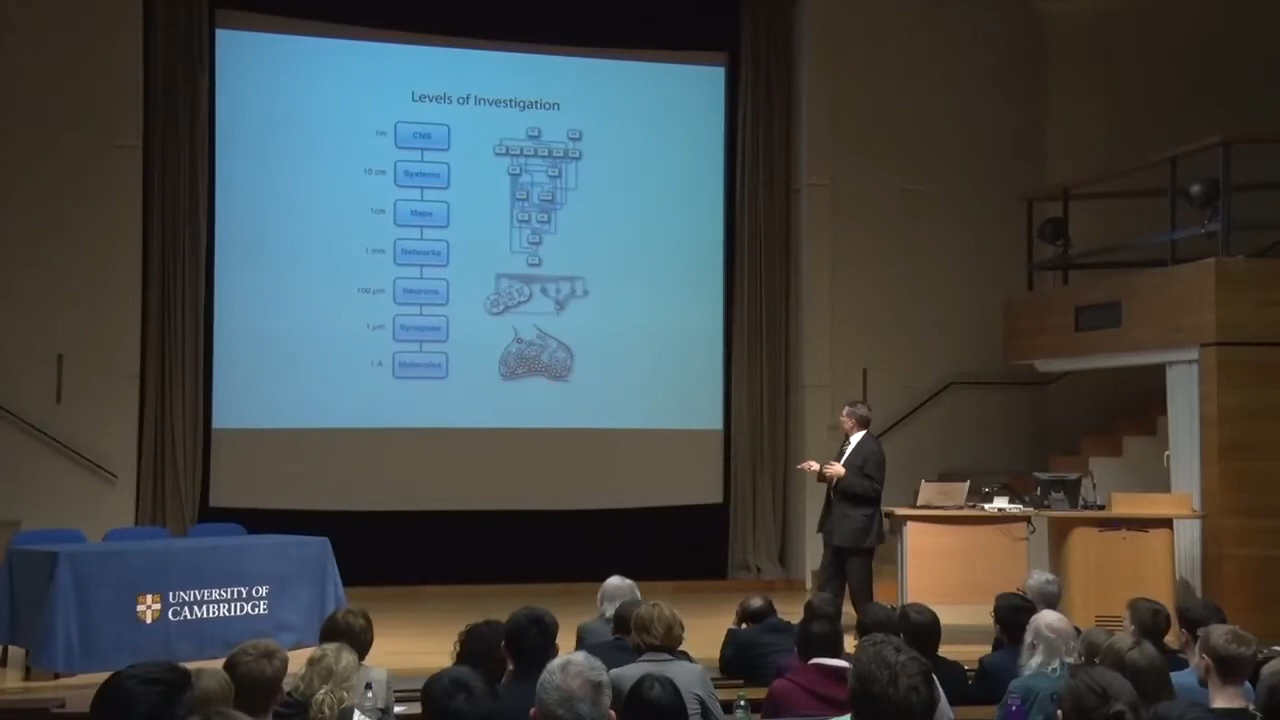 Levels of Investigation
1m
CNS
10 cm
Systems
1cm
Maps
1 mm
Networks
100 µm
Neurons
1 µm
Synapses
1 Å
Molecules
UNIVERSITY OF
CAMBRIDGE